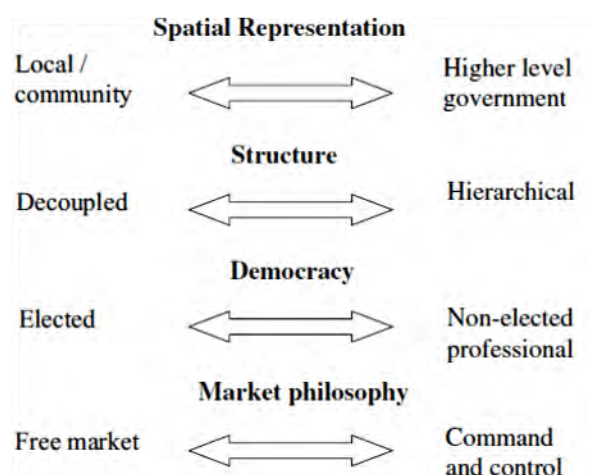 Spatial Representation
Local /
community
Higher level
government
Structure
Decoupled
Hierarchical
Democracy
Elected
Non-elected
professional
Market philosophy
Free market
Command
and control